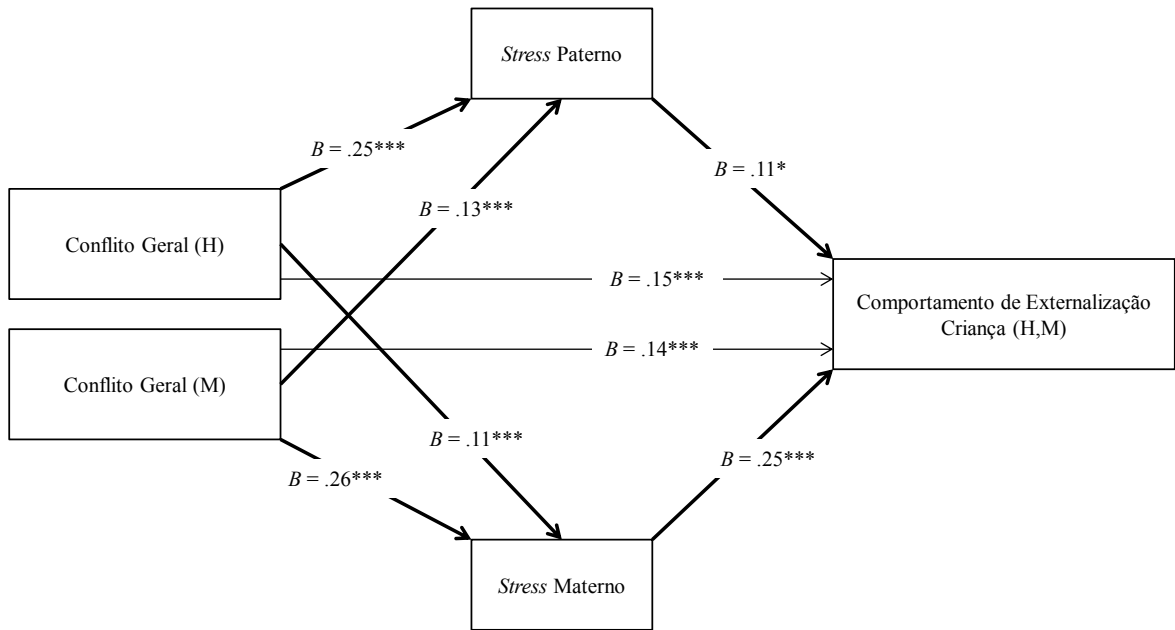 Stress Paterno
B = .25***
B = .11*
B = .13***
Conflito Geral (H)
B = .15***
Comportamento de Externalização
Criança (H,M)
B = .14***
Conflito Geral (M)
B = .11***
B = .25***
B = .26***
Stress Materno